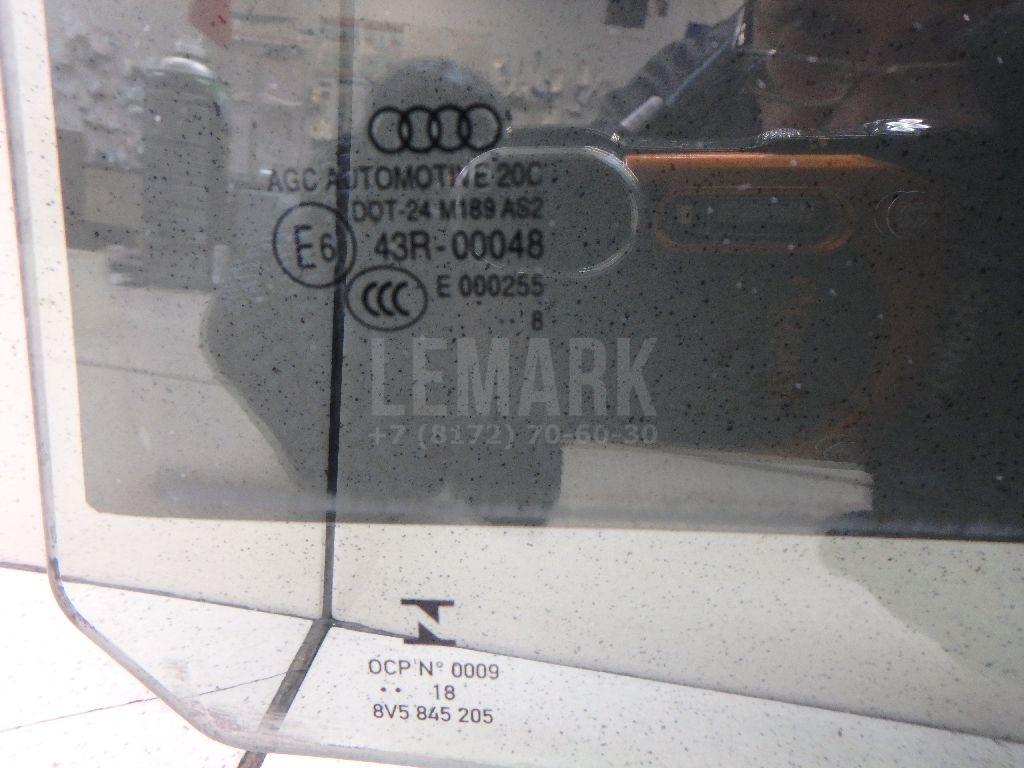 AGC AUTOMOTIVE 20C
DOT-24 M189 AS2
E6 43R-00048
CCC E 000255
·· 8
LEMARK
+7 (8172) 70-60-30
OCP N° 0009
·· 18
8V5 845 205